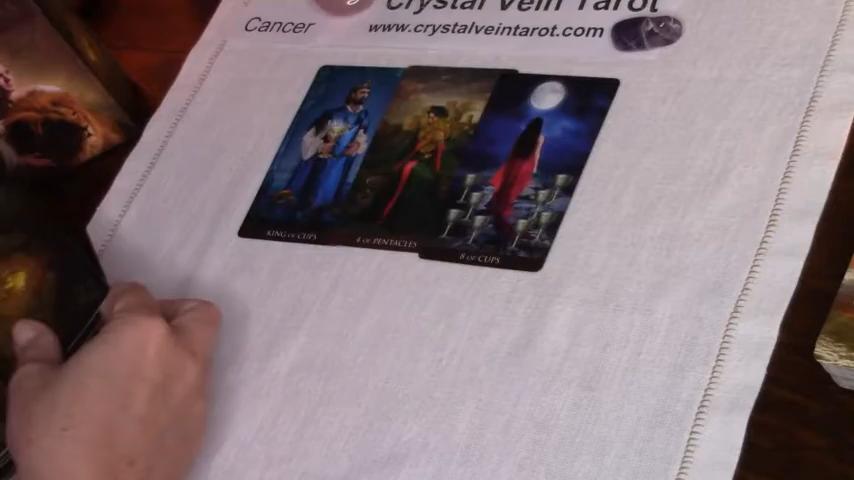 Crystal Vein Tarot
Cancer
www.crystalveintarot.com
KING OF CUPS
4 OF PENTACLES
8 OF CUPS